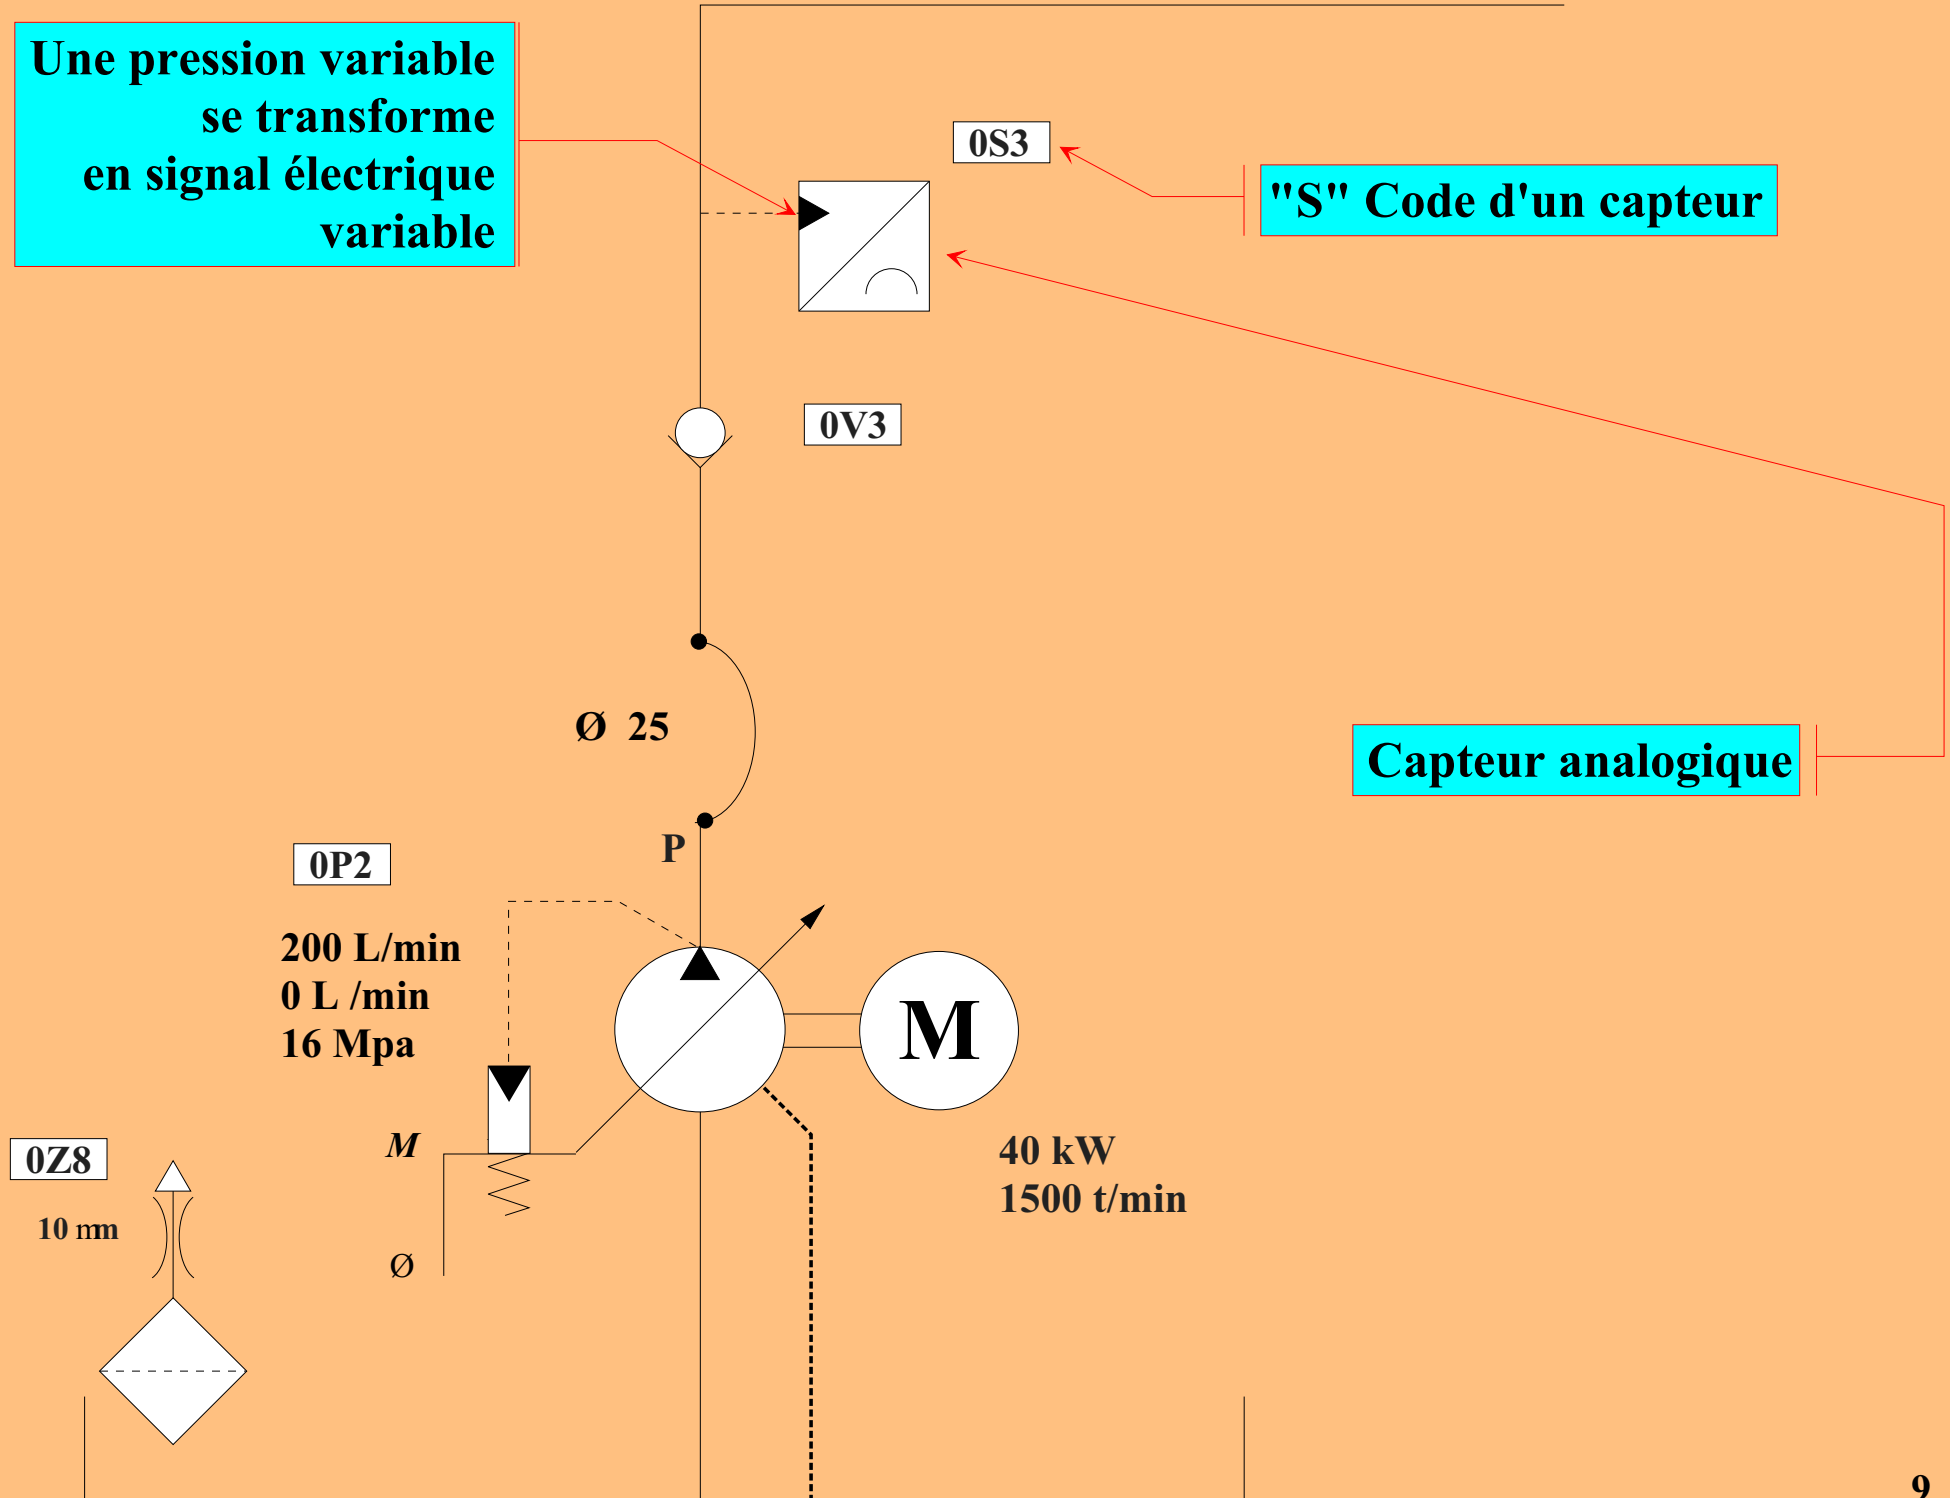 Une pression variable
se transforme
en signal électrique
variable
0S3
"S" Code d'un capteur
0V3
Ø 25
Capteur analogique
P
0P2
200 L/min
0 L /min
16 Mpa
M
M
40 kW
1500 t/min
0Z8
10 mm
Ø
9